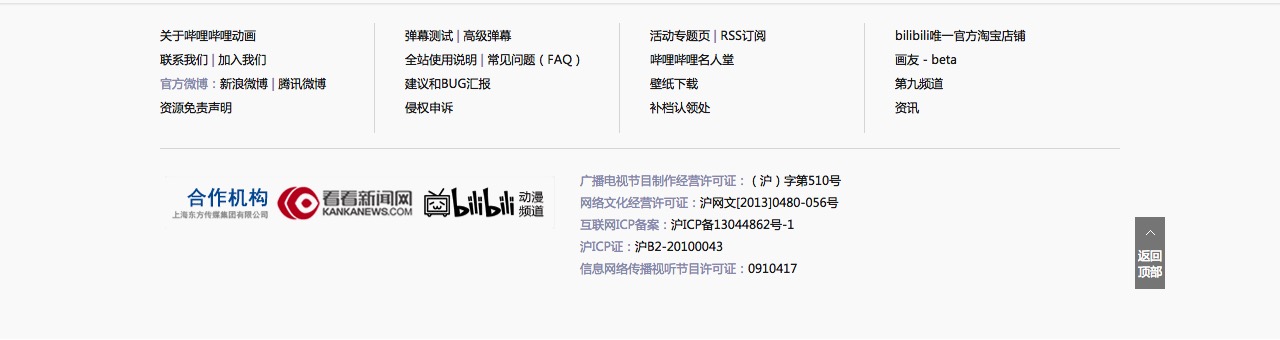 关于哔哩哔哩动画
联系我们 | 加入我们
官方微博：新浪微博 | 腾讯微博
资源免责声明
弹幕测试 | 高级弹幕
全站使用说明 | 常见问题（FAQ）
建议和BUG汇报
侵权申诉
活动专题页 | RSS订阅
哔哩哔哩名人堂
壁纸下载
补档认领处
bilibili唯一官方淘宝店铺
画友 - beta
第九频道
资讯
合作机构
上海东方传媒集团有限公司
看看新闻网
KANKANEWS.COM
bilibili 动漫
频道
广播电视节目制作经营许可证：（沪）字第510号
网络文化经营许可证：沪网文[2013]0480-056号
互联网ICP备案：沪ICP备13044862号-1
沪ICP证：沪B2-20100043
信息网络传播视听节目许可证：0910417
返回
顶部